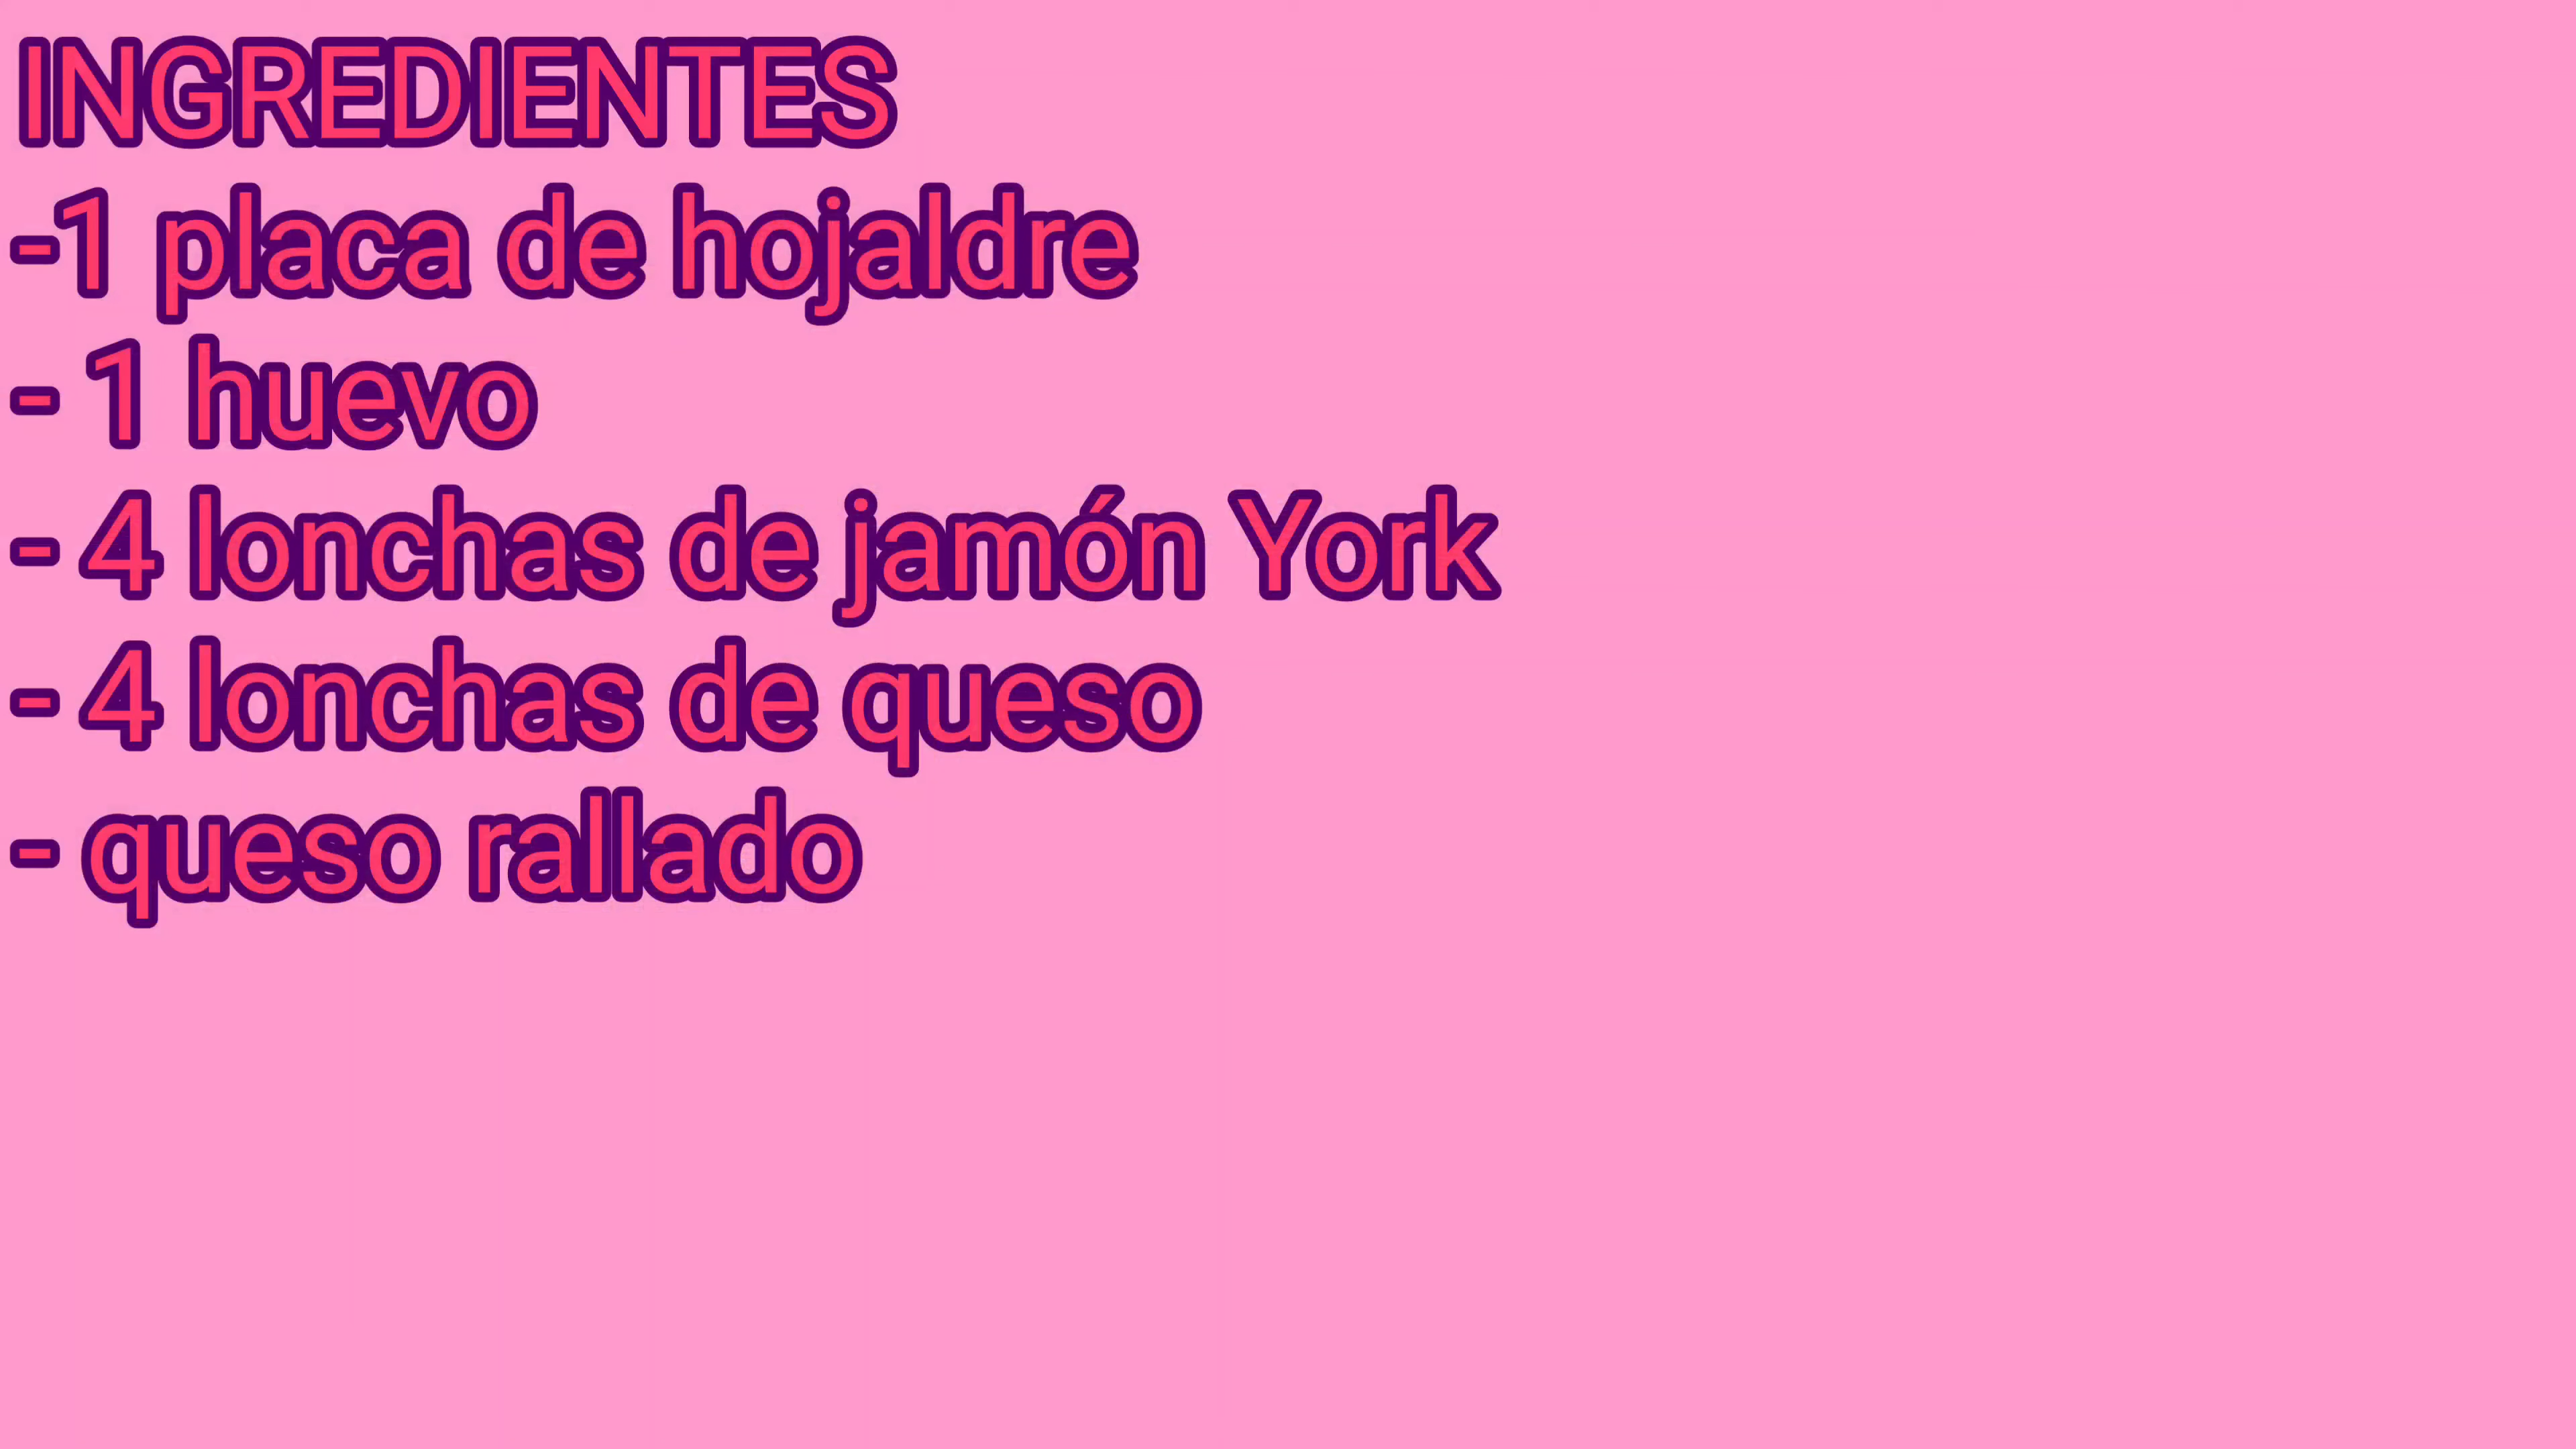 INGREDIENTES
-1 placa de hojaldre
- 1 huevo
- 4 lonchas de jamón York
- 4 lonchas de queso
- queso rallado